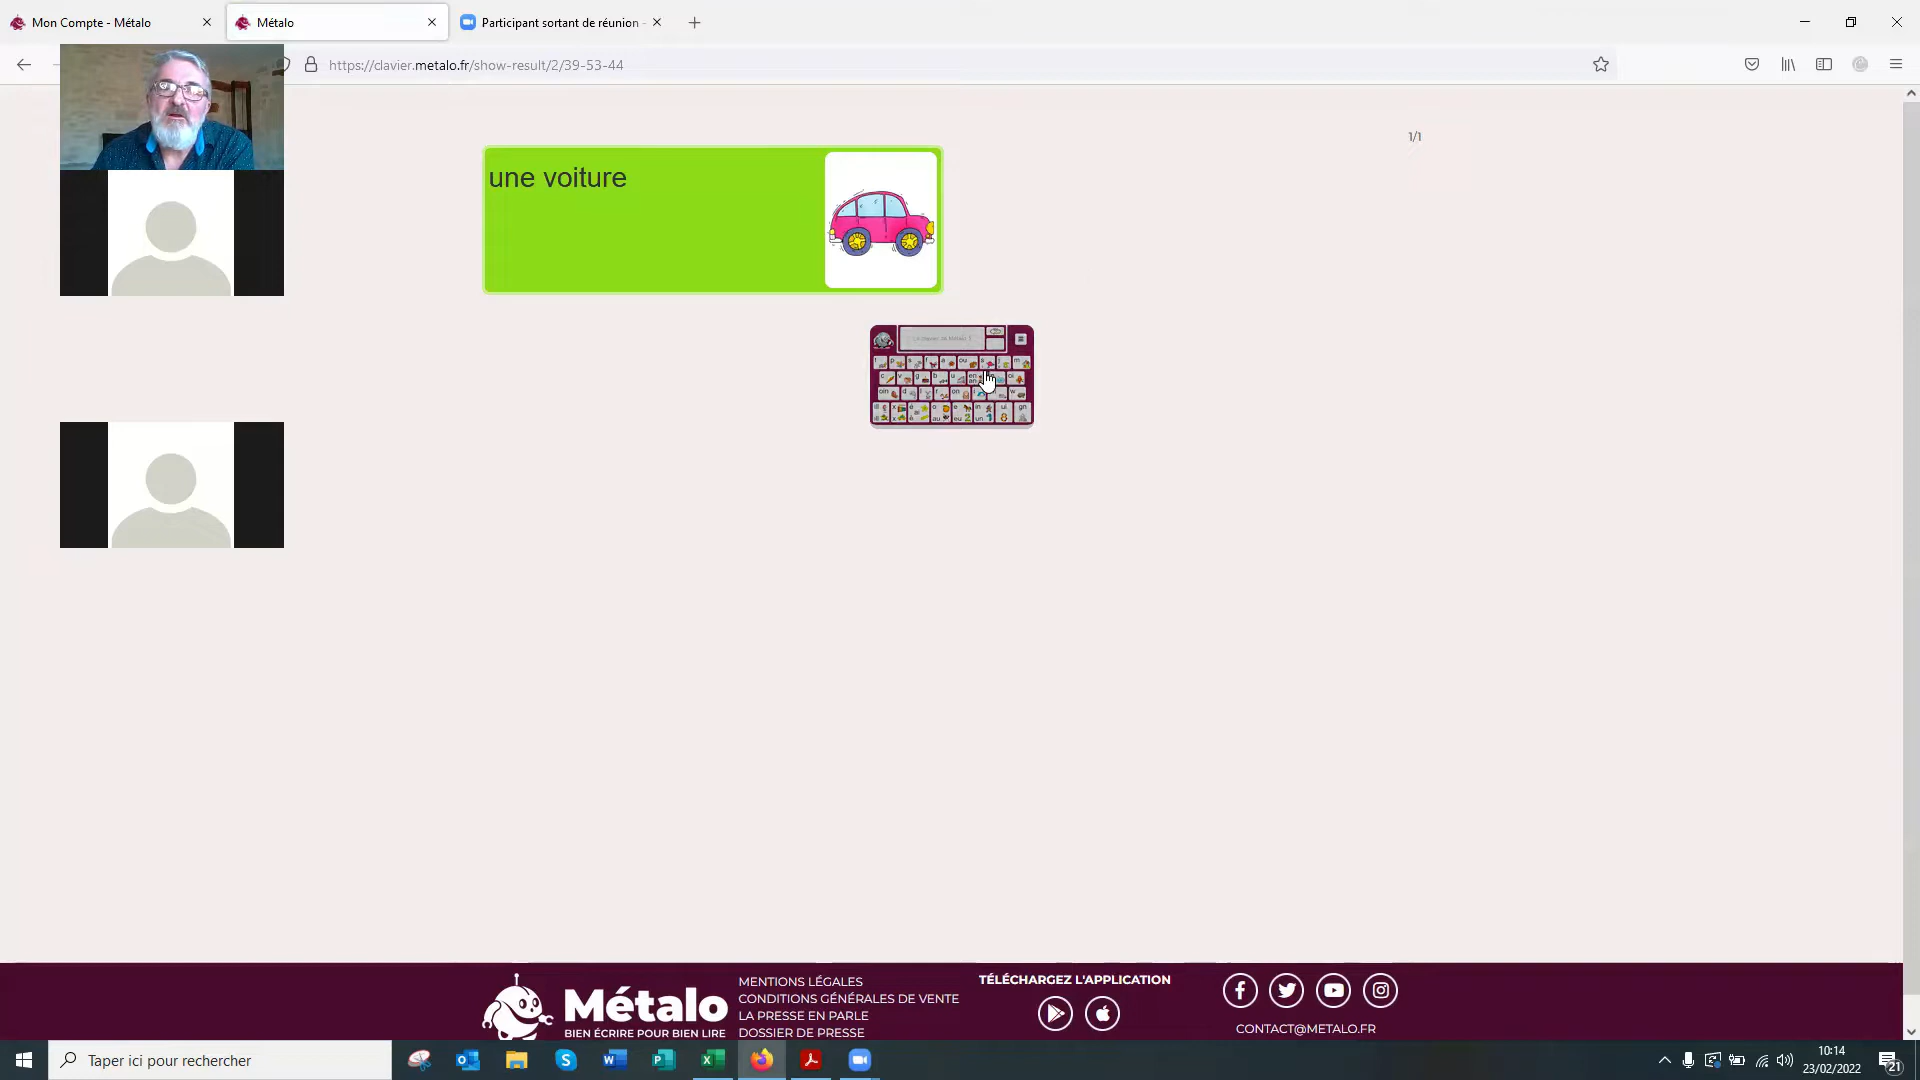 Mon Compte - Métalo
Métalo
Participant sortant de réunion -
https://clavier.metalo.fr/show-result/2/39-53-44
1/1
une voiture
Métalo
BIEN ÉCRIRE POUR BIEN LIRE
MENTIONS LÉGALES
CONDITIONS GÉNÉRALES DE VENTE
LA PRESSE EN PARLE
DOSSIER DE PRESSE
TÉLÉCHARGEZ L'APPLICATION
CONTACT@METALO.FR
Taper ici pour rechercher
10:14
23/02/2022
21